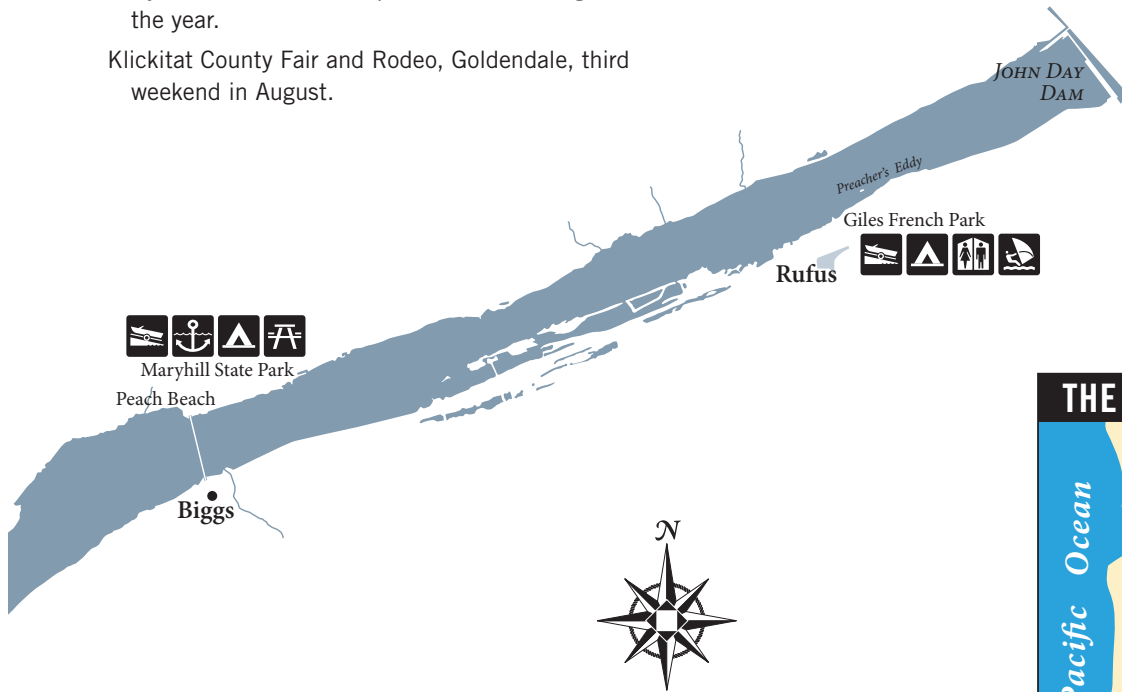 the year.
Klickitat County Fair and Rodeo, Goldendale, third
weekend in August.
JOHN DAY
DAM
Preacher's Eddy
Giles French Park
Rufus
Maryhill State Park
Peach Beach
Biggs
N
THE
Pacific Ocean